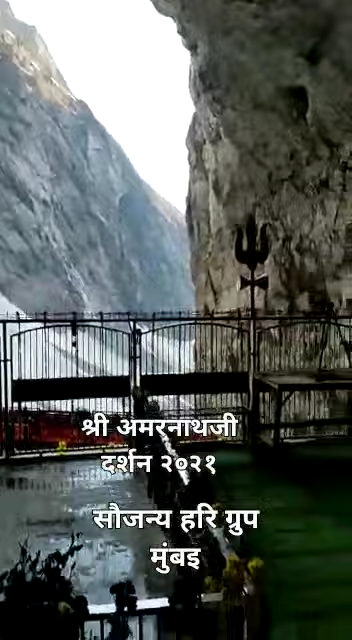 श्री अमरनाथजी
दर्शन २०२१
सौजन्य हरि ग्रुप
मुंबइ